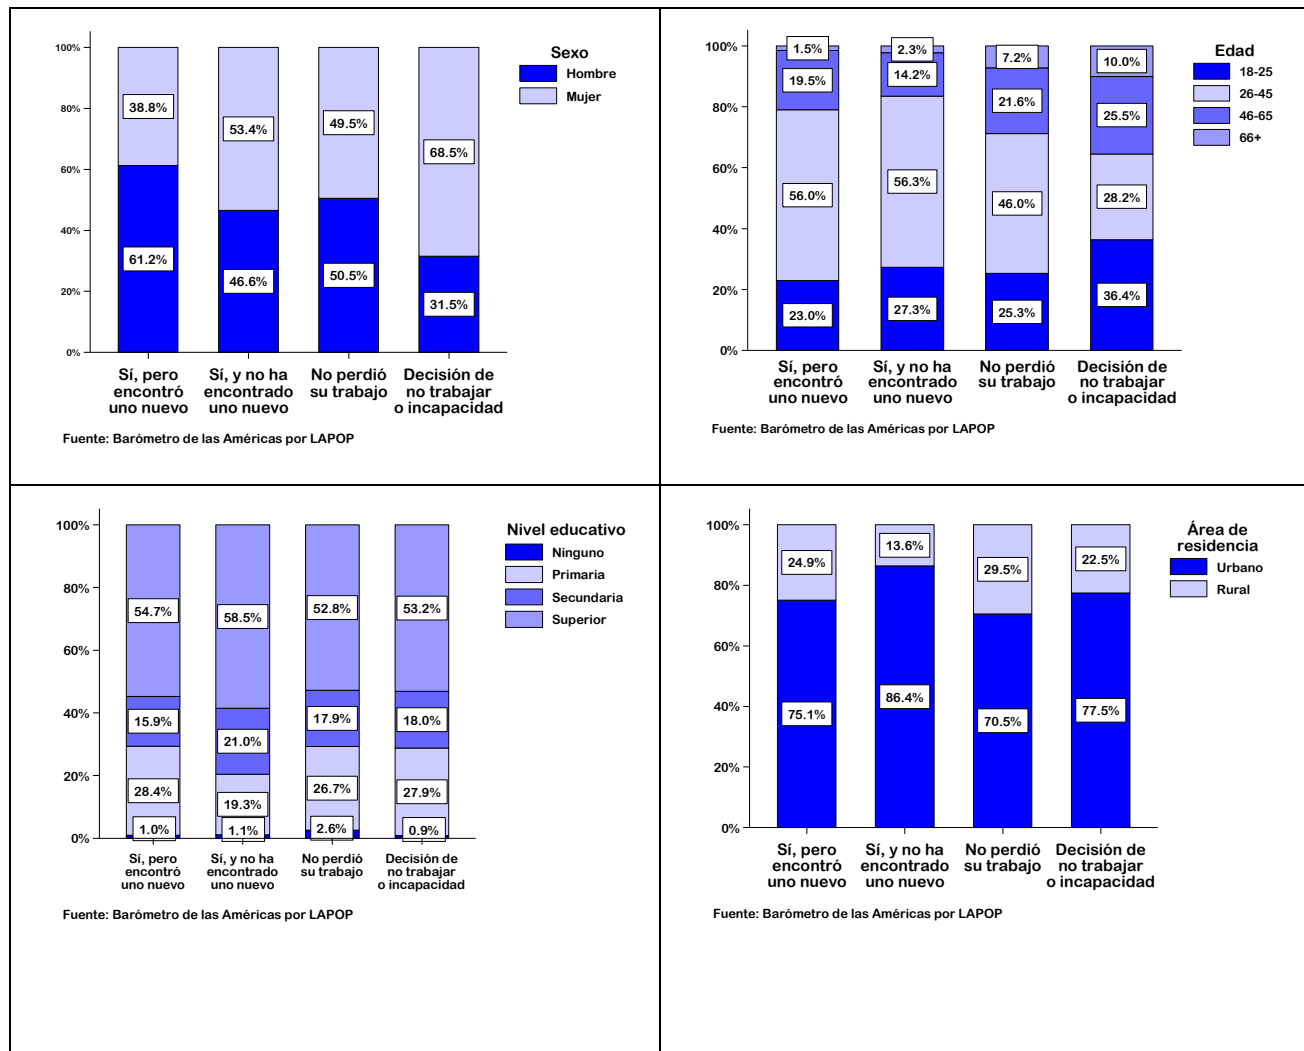 Sexo
Hombre
Mujer
100%
80%
60%
40%
20%
0%
38.8%
53.4%
49.5%
68.5%
61.2%
46.6%
50.5%
31.5%
Sí, pero
encontró
uno nuevo
Sí, y no ha
encontrado
uno nuevo
No perdió
su trabajo
Decisión de
no trabajar
o incapacidad
Fuente: Barómetro de las Américas por LAPOP
Edad
18-25
26-45
46-65
66+
100%
80%
60%
40%
20%
0%
1.5%
2.3%
7.2%
10.0%
19.5%
14.2%
21.6%
25.5%
56.0%
56.3%
46.0%
28.2%
23.0%
27.3%
25.3%
36.4%
Sí, pero
encontró
uno nuevo
Sí, y no ha
encontrado
uno nuevo
No perdió
su trabajo
Decisión de
no trabajar
o incapacidad
Fuente: Barómetro de las Américas por LAPOP
Nivel educativo
Ninguno
Primaria
Secundaria
Superior
100%
80%
60%
40%
20%
0%
54.7%
58.5%
52.8%
53.2%
15.9%
21.0%
17.9%
18.0%
28.4%
19.3%
26.7%
27.9%
1.0%
1.1%
2.6%
0.9%
Sí, pero
encontró
uno nuevo
Sí, y no ha
encontrado
uno nuevo
No perdió
su trabajo
Decisión de
no trabajar
o incapacidad
Fuente: Barómetro de las Américas por LAPOP
Área de
residencia
Urbano
Rural
100%
80%
60%
40%
20%
0%
24.9%
13.6%
29.5%
22.5%
75.1%
86.4%
70.5%
77.5%
Sí, pero
encontró
uno nuevo
Sí, y no ha
encontrado
uno nuevo
No perdió
su trabajo
Decisión de
no trabajar
o incapacidad
Fuente: Barómetro de las Américas por LAPOP